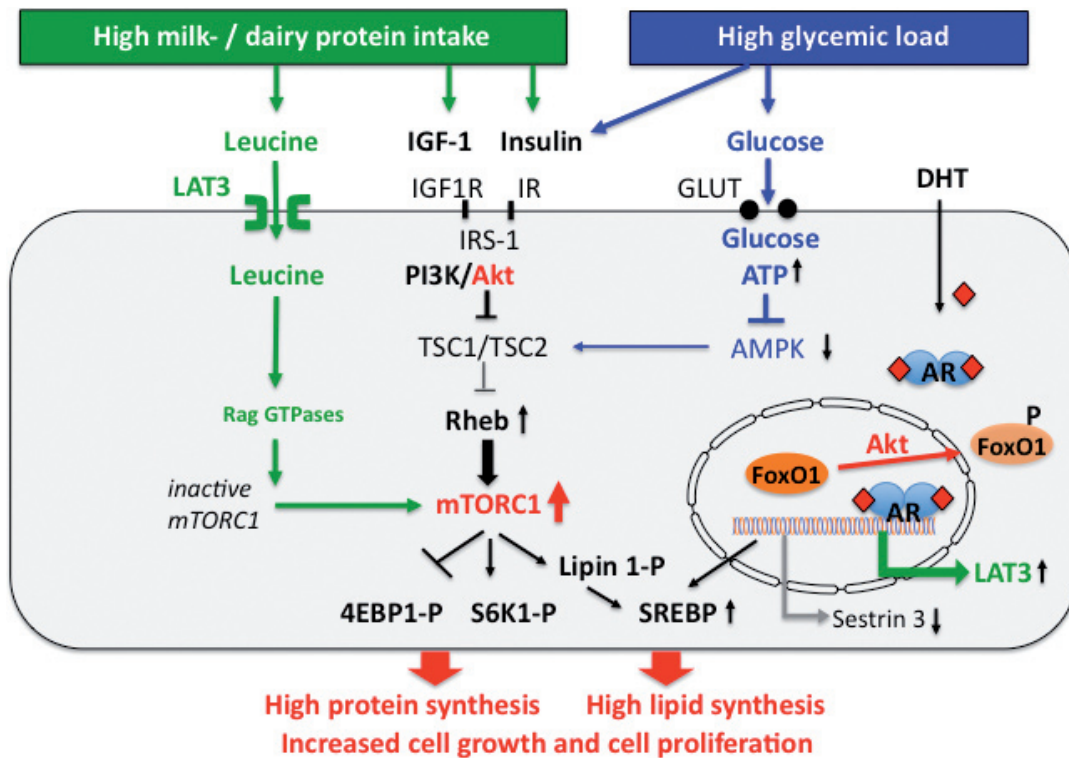 High milk- / dairy protein intake
High glycemic load
Leucine
IGF-1
Insulin
Glucose
LAT3
IGF1R
IR
GLUT
DHT
IRS-1
Glucose
Leucine
PI3K/Akt
ATP
TSC1/TSC2
AMPK
AR
Rag GTPases
Rheb
P
Akt
FoxO1
FoxO1
inactive
mTORC1
mTORC1
AR
Lipin 1-P
LAT3
4EBP1-P
S6K1-P
SREBP
Sestrin 3
High protein synthesis
High lipid synthesis
Increased cell growth and cell proliferation